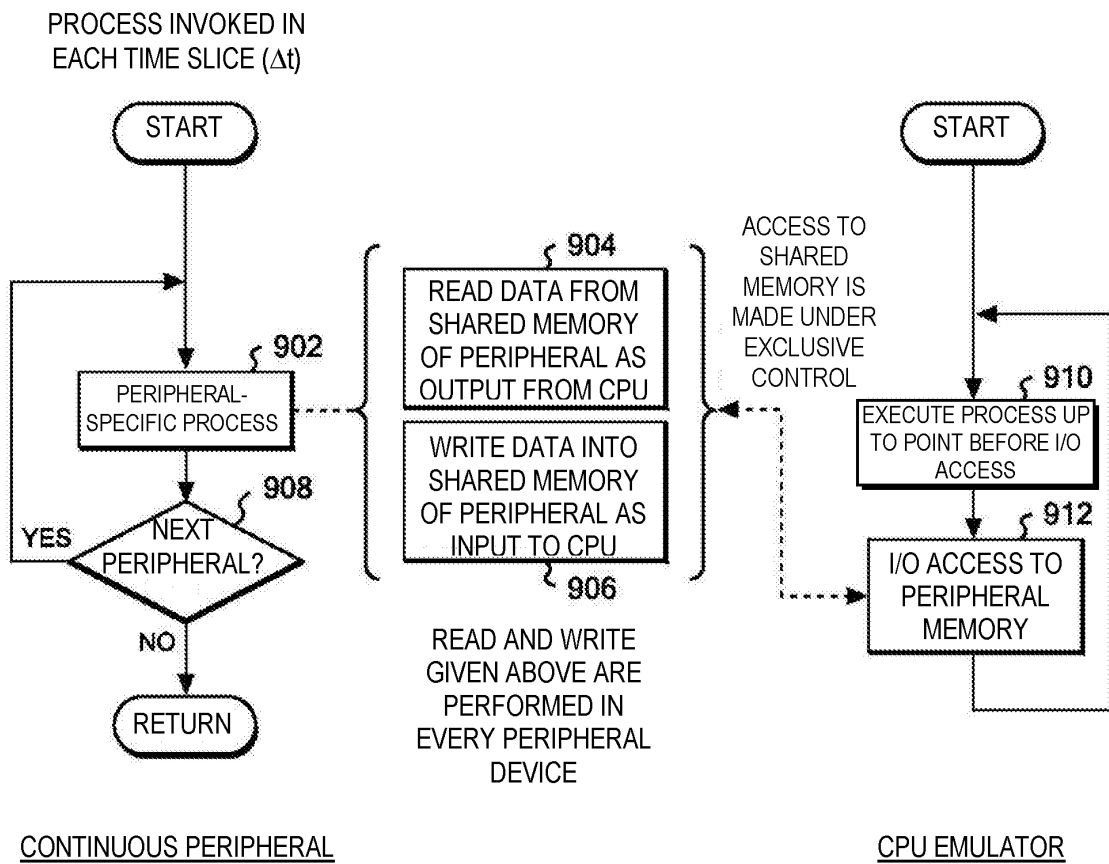 PROCESS INVOKED IN
EACH TIME SLICE (Δt)
START
902
PERIPHERAL-
SPECIFIC PROCESS
908
YES
NEXT
PERIPHERAL?
NO
RETURN
904
READ DATA FROM
SHARED MEMORY
OF PERIPHERAL AS
OUTPUT FROM CPU
WRITE DATA INTO
SHARED MEMORY
OF PERIPHERAL AS
INPUT TO CPU
906
READ AND WRITE
GIVEN ABOVE ARE
PERFORMED IN
EVERY PERIPHERAL
DEVICE
ACCESS TO
SHARED
MEMORY IS
MADE UNDER
EXCLUSIVE
CONTROL
START
910
EXECUTE PROCESS UP
TO POINT BEFORE I/O
ACCESS
912
I/O ACCESS TO
PERIPHERAL
MEMORY
CONTINUOUS PERIPHERAL
CPU EMULATOR